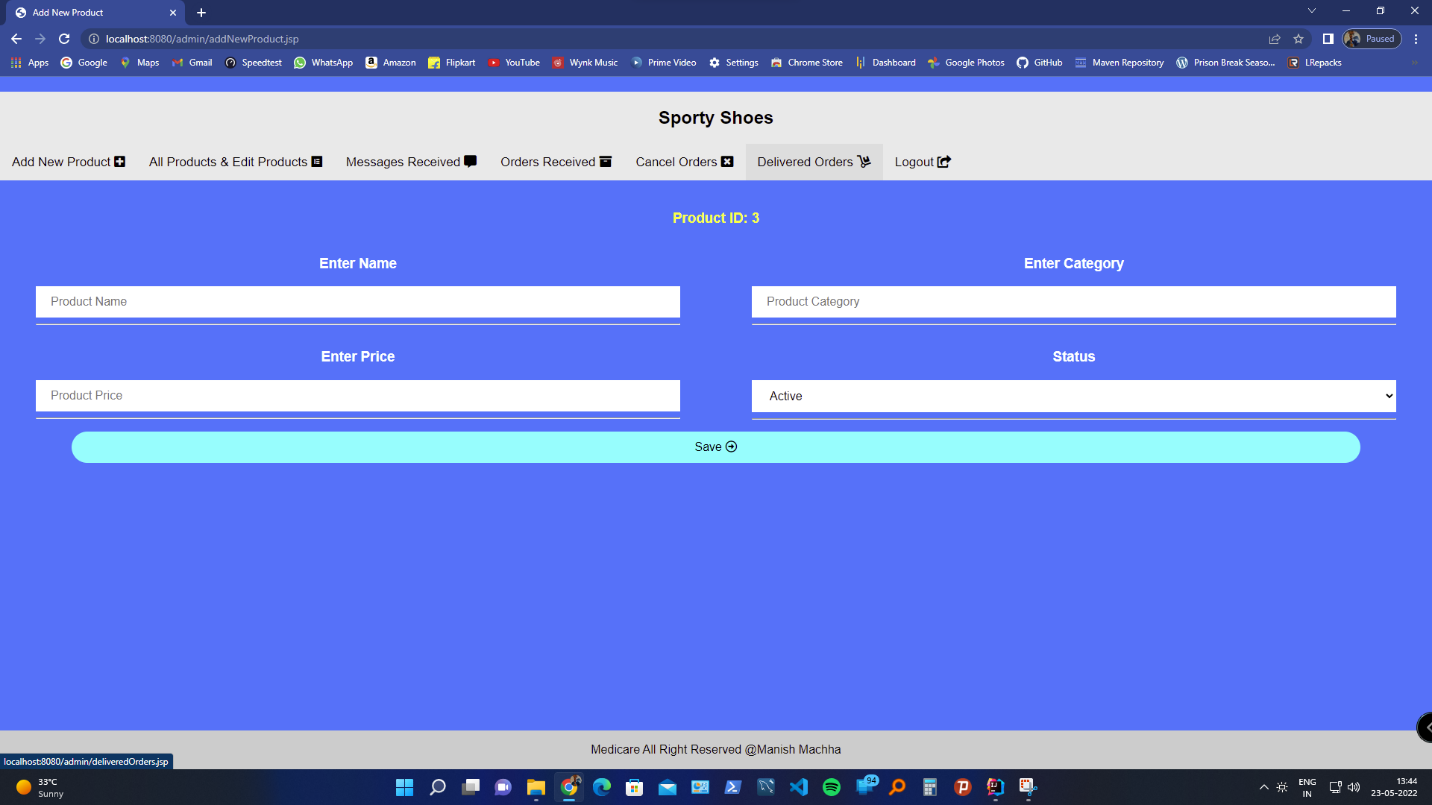 Add New Product
localhost:8080/admin/addNewProduct.jsp
Paused
Apps Google Maps Gmail Speedtest WhatsApp Amazon Flipkart YouTube Wynk Music Prime Video Settings Chrome Store Dashboard Google Photos GitHub Maven Repository Prison Break Seaso... LRepacks
Sporty Shoes
Add New Product All Products & Edit Products Messages Received Orders Received Cancel Orders Delivered Orders Logout
Product ID: 3
Enter Name Enter Category
Product Name Product Category
Enter Price Status
Product Price Active
Save
Medicare All Right Reserved @Manish Machha
localhost:8080/admin/deliveredOrders.jsp
33°C
Sunny
94
ENG
IN
13:44
23-05-2022